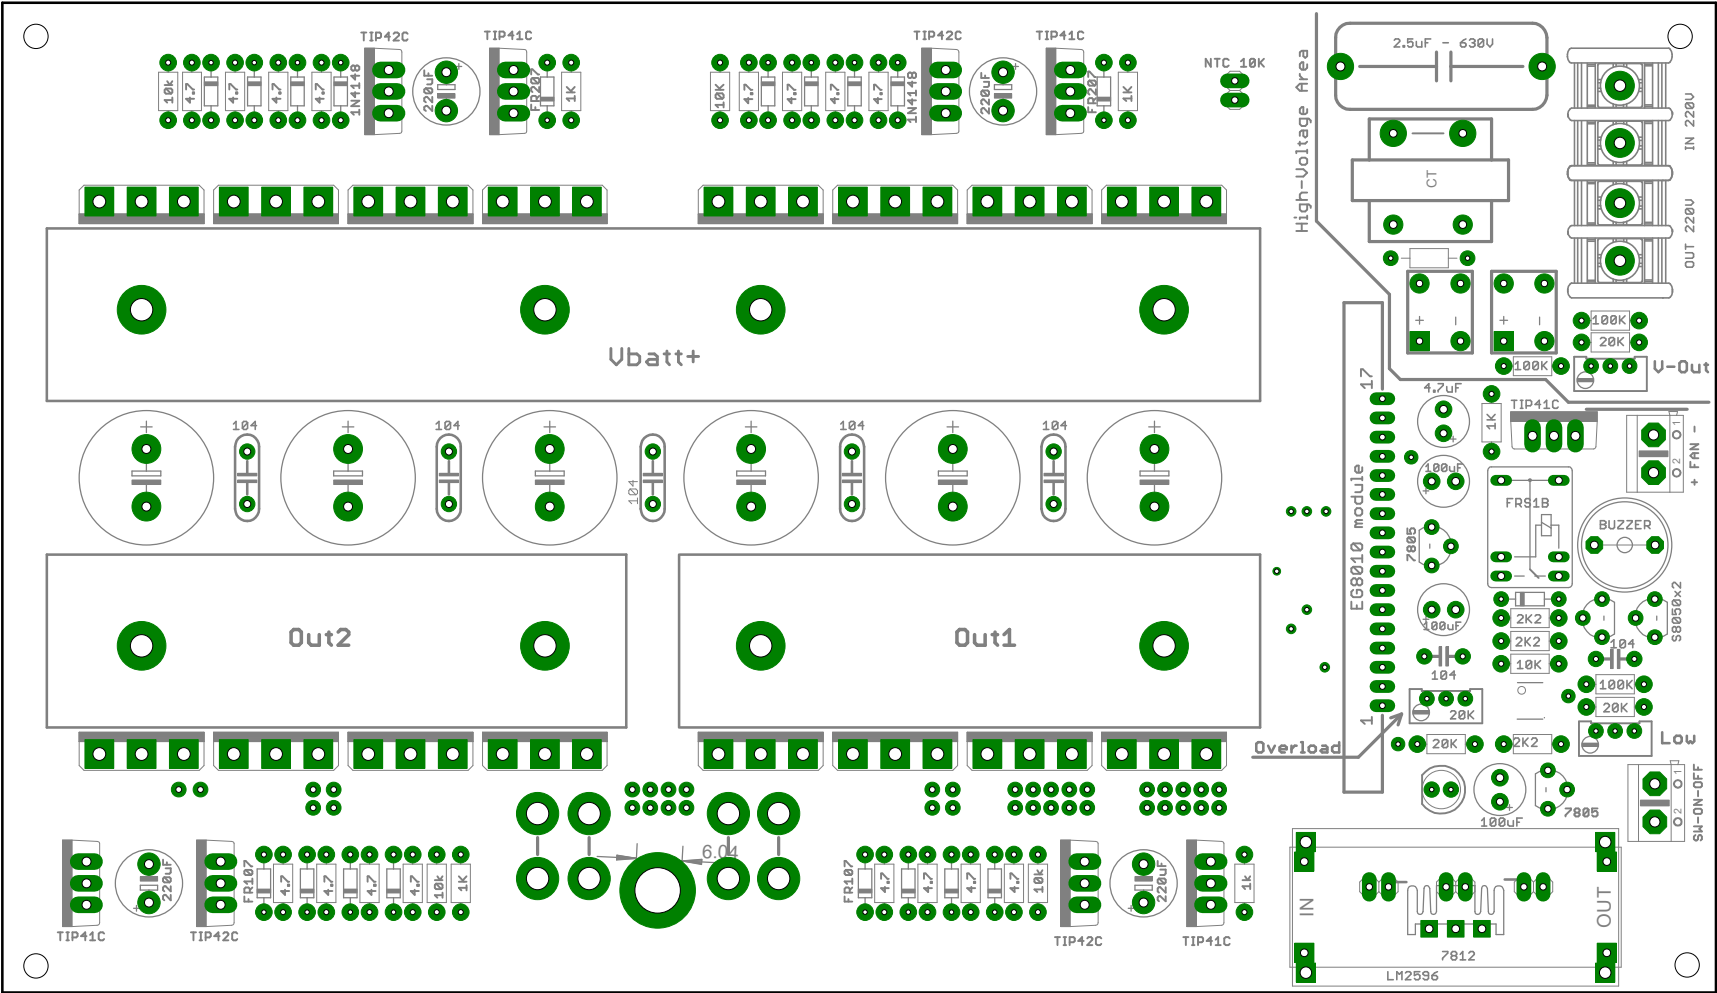 TIP42C
TIP41C
10k
4.7
4.7
4.7
4.7
1N4148
220uF
+
FR207
1K
TIP42C
TIP41C
10K
4.7
4.7
4.7
4.7
1N4148
220uF
+
FR207
1K
NTC 10K
High-Voltage Area
2.5uF - 630V
IN 220V
OUT 220V
CT
+ -
+ -
100K
20K
100K
V-Out
Vbatt+
17
4.7uF
+
1K
TIP41C
1
2
+ FAN -
+
104
+
104
+
104
+
104
+
104
+
100uF
+
FRS1B
BUZZER
7805
EG8010 module
100uF
S8050x2
2K2
2K2
10K
104
104
100K
20K
Out2
Out1
20K
1
Overload
20K
2K2
Low
100uF
+
7805
1
2
SW-ON-OFF
6.04
TIP41C
220uF
+
TIP42C
FR107
4.7
4.7
4.7
4.7
10k
1K
FR107
4.7
4.7
4.7
4.7
10k
TIP42C
220uF
+
TIP41C
1k
IN
OUT
7812
LM2596